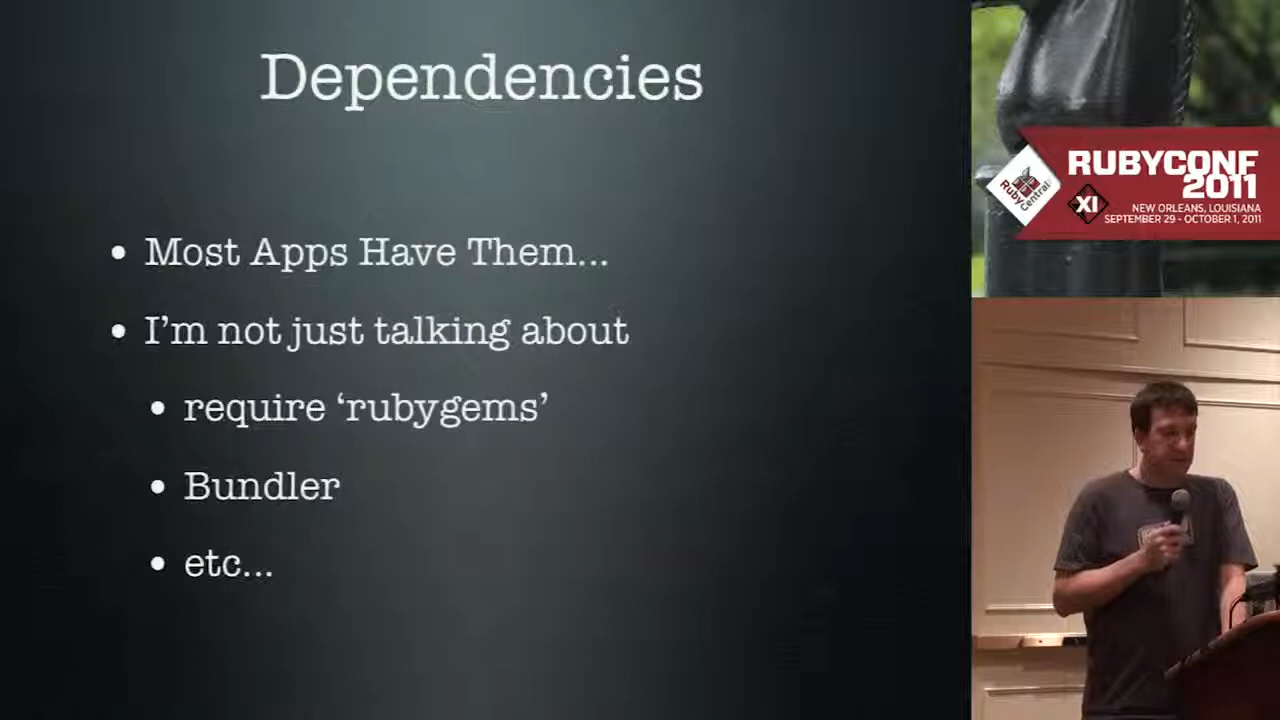 Dependencies
• Most Apps Have Them...
• I'm not just talking about
• require ‘rubygems’
• Bundler
• etc...
RUBYCONF
2011
Ruby Central
XI
NEW ORLEANS, LOUISIANA
SEPTEMBER 29 - OCTOBER 1, 2011